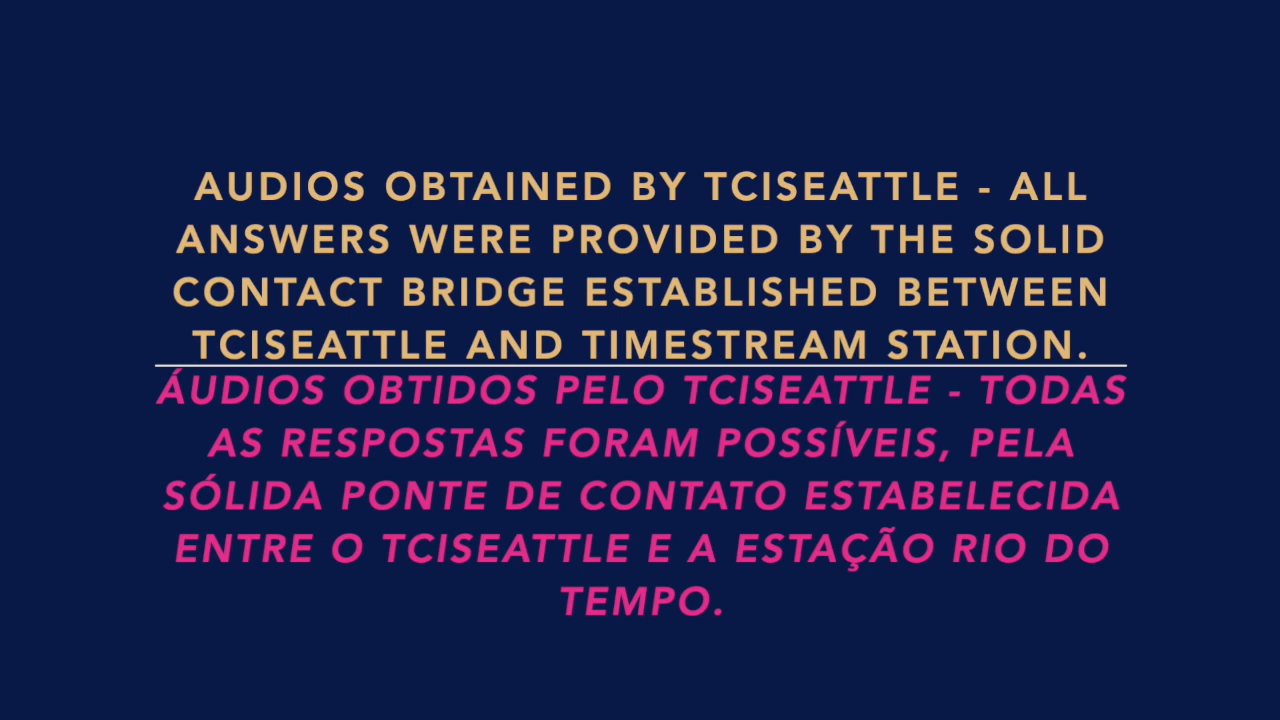 AUDIOS OBTAINED BY TCISEATTLE - ALL
ANSWERS WERE PROVIDED BY THE SOLID
CONTACT BRIDGE ESTABLISHED BETWEEN
TCISEATTLE AND TIMESTREAM STATION.
ÁUDIOS OBTIDOS PELO TCISEATTLE - TODAS
AS RESPOSTAS FORAM POSSÍVEIS, PELA
SÓLIDA PONTE DE CONTATO ESTABELECIDA
ENTRE O TCISEATTLE E A ESTAÇÃO RIO DO
TEMPO.